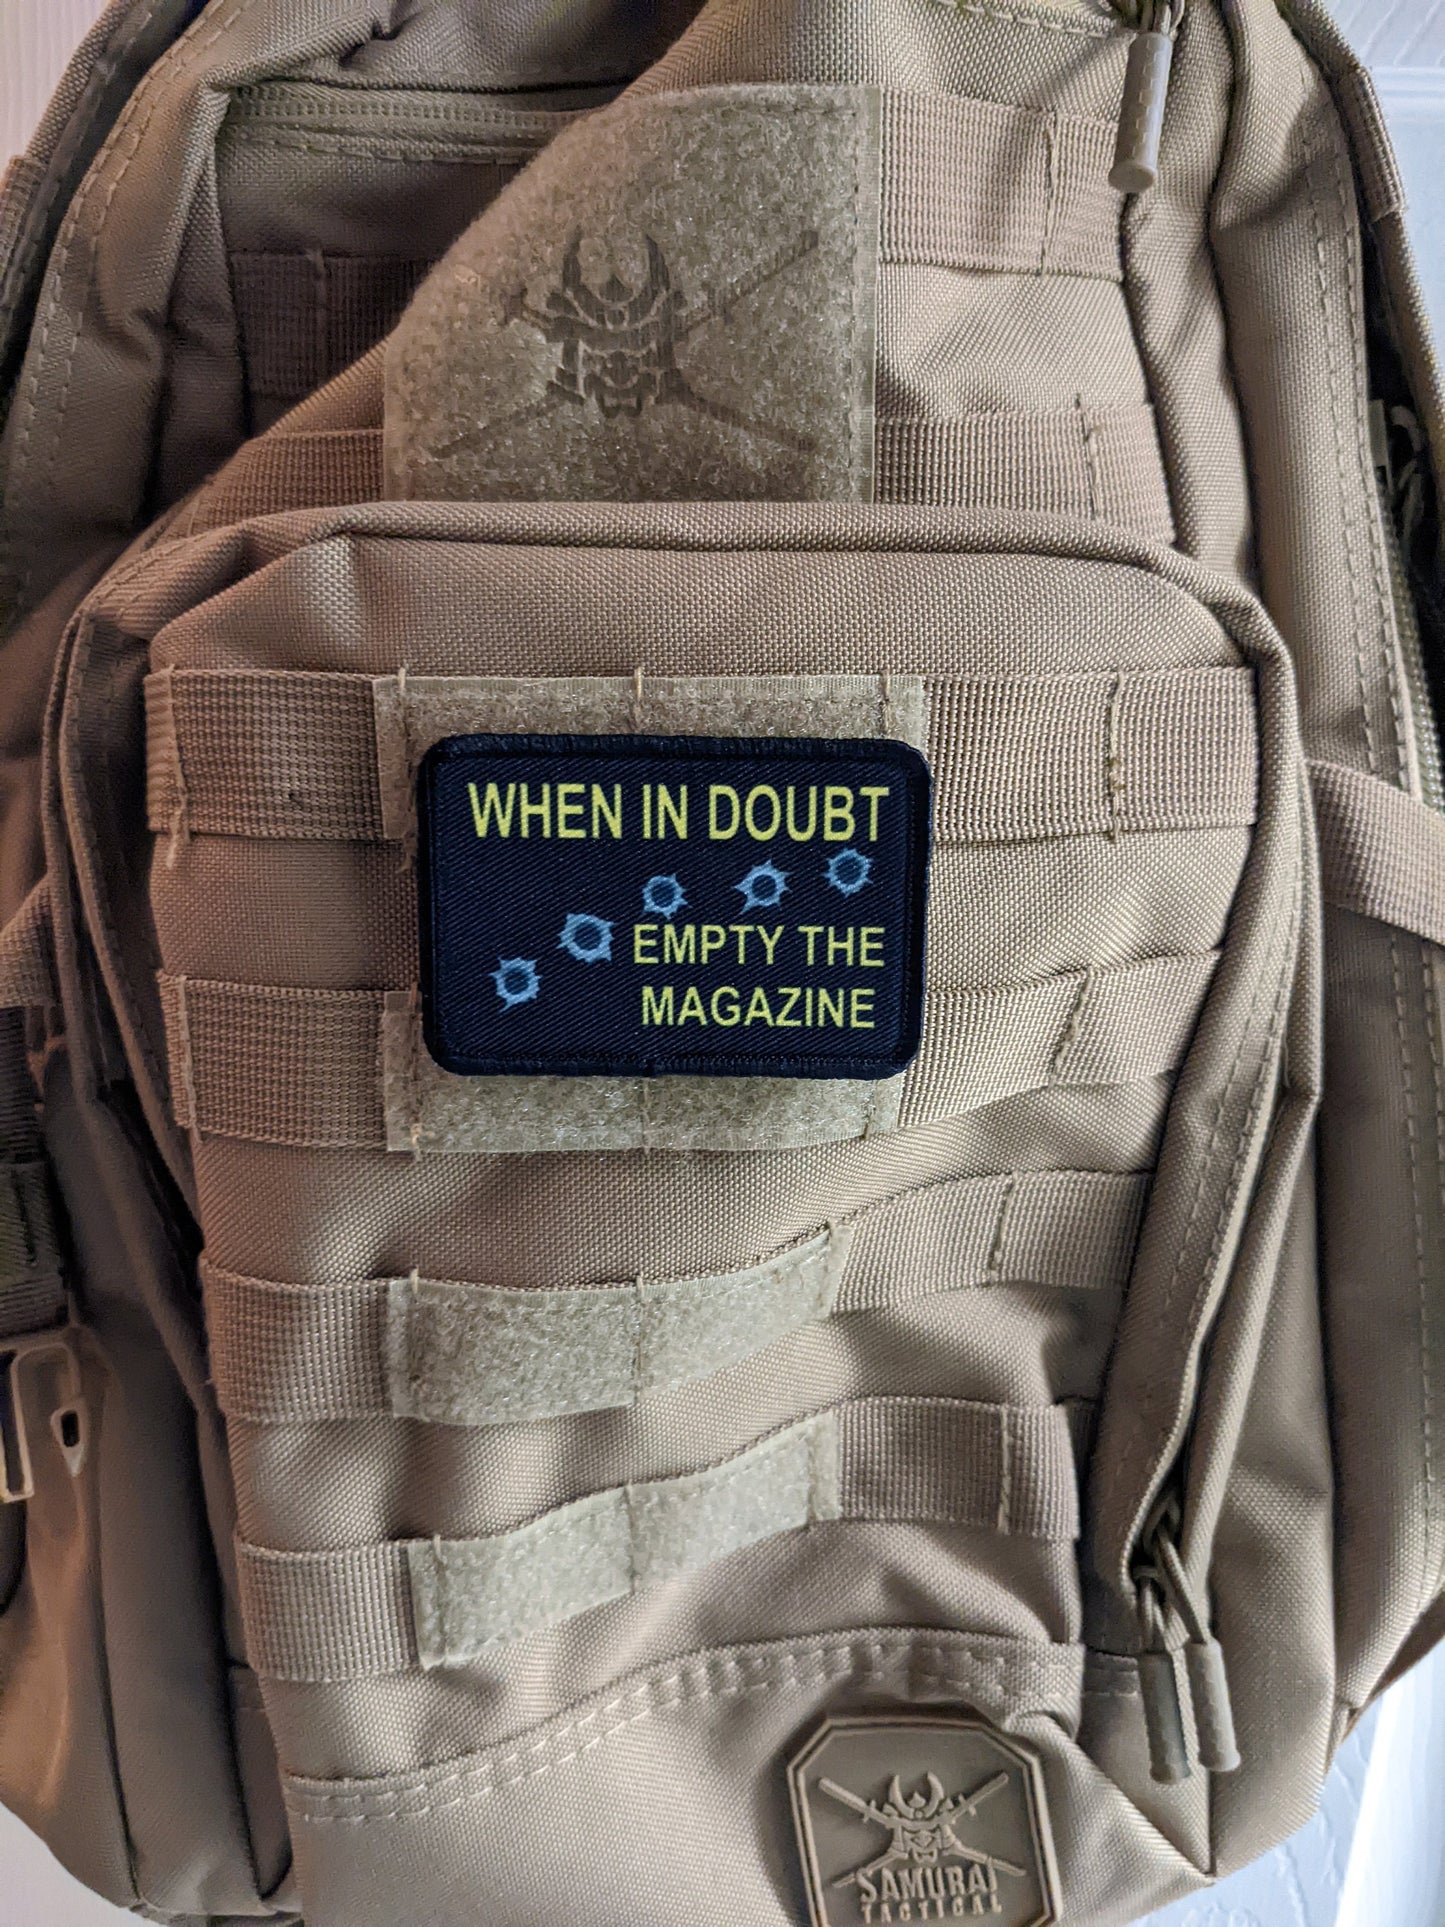 WHEN IN DOUBT
EMPTY THE
MAGAZINE
SAMURAI
TACTICAL